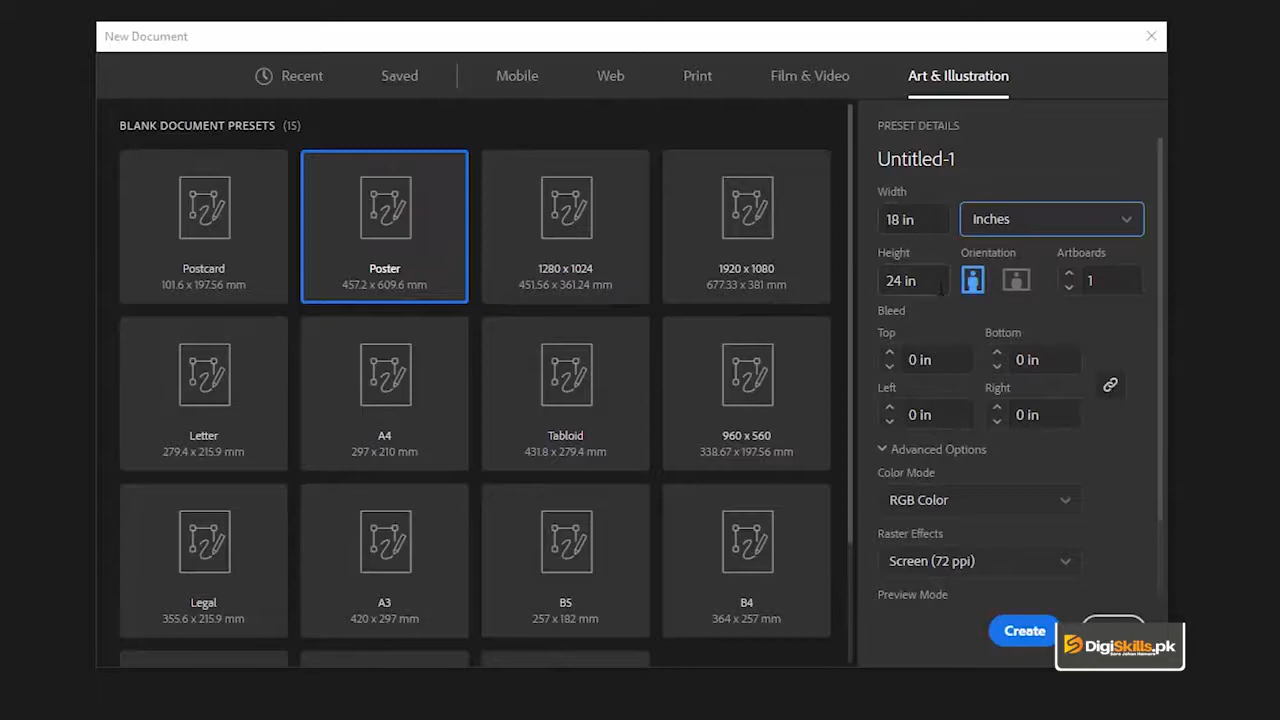 New Document
Recent Saved Mobile Web Print Film & Video Art & Illustration
BLANK DOCUMENT PRESETS (15)
Postcard
101.6 x 197.56 mm
Poster
457.2 x 609.6 mm
1280 x 1024
451.56 x 361.24 mm
1920 x 1080
677.33 x 381 mm
Letter
279.4 x 215.9 mm
A4
297 x 210 mm
Tabloid
431.8 x 279.4 mm
960 x 560
338.67 x 197.56 mm
Legal
355.6 x 215.9 mm
A3
420 x 297 mm
B5
257 x 182 mm
B4
364 x 257 mm
PRESET DETAILS
Untitled-1
Width
18 in Inches
Height Orientation Artboards
24 in 1
Bleed
Top Bottom
0 in 0 in
Left Right
0 in 0 in
Advanced Options
Color Mode
RGB Color
Raster Effects
Screen (72 ppi)
Preview Mode
Create
DigiSkills.pk